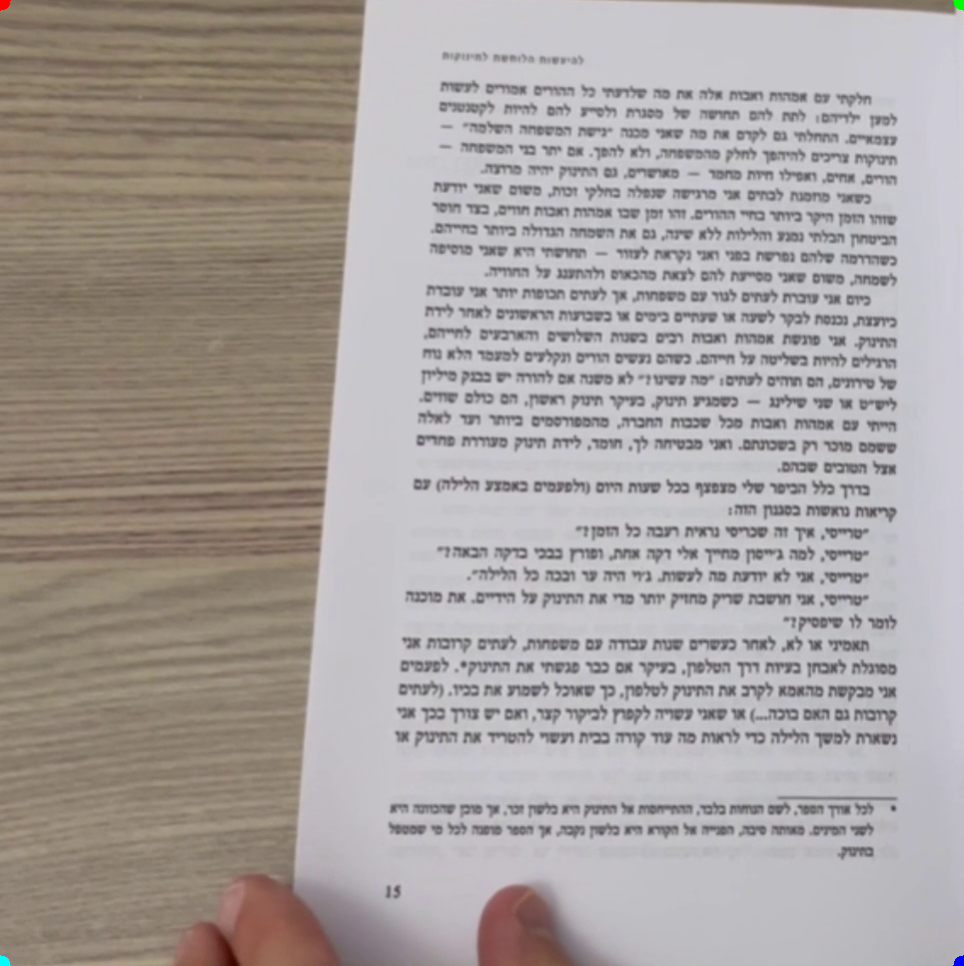 להיעשות הלוחשת לתינוקות
חלקתי עם אמהות ואבות אלה את מה שלדעתי כל ההורים אמורים לעשות
למען ילדיהם: לתת להם תחושה של מסגרת ולסייע להם להיות לקטנטנים
עצמאיים. התחלתי גם לקדם את מה שאני מכנה "גישת המשפחה השלמה" —
תינוקות צריכים להיהפך לחלק מהמשפחה, ולא להפך. אם יתר בני המשפחה —
הורים, אחים, ואפילו חיות מחמד — מאושרים, גם התינוק יהיה מרוצה.
כשאני מוזמנת לבתים אני מרגישה שנפלה בחלקי זכות, משום שאני יודעת
שזהו הזמן היקר ביותר בחיי ההורים. זהו זמן שבו אמהות ואבות חווים, בצד חוסר
הביטחון הבלתי נמנע והלילות ללא שינה, גם את השמחה הגדולה ביותר בחייהם.
כשהדרמה שלהם נפרשת בפני ואני נקראת לעזור — תחושתי היא שאני מוסיפה
לשמחה, משום שאני מסייעת להם לצאת מהכאוס ולהתענג על החוויה.
כיום אני עוברת לעתים לגור עם משפחות, אך לעתים תכופות יותר אני עובדת
כיועצת, נכנסת לבקר לשעה או שעתיים בימים או בשבועות הראשונים לאחר לידת
התינוק. אני פוגשת אמהות ואבות רבים בשנות השלושים והארבעים לחייהם,
הרגילים להיות בשליטה על חייהם. כשהם נעשים הורים ונקלעים למעמד הלא נוח
של טירונים, הם תוהים לעתים: "מה עשינו?" לא משנה אם להורה יש בבנק מיליון
ליש"ט או שני שילינג — כשמגיע תינוק, בעיקר תינוק ראשון, הם כולם שווים.
הייתי עם אמהות ואבות מכל שכבות החברה, מהמפורסמים ביותר ועד לאלה
ששמם מוכר רק בשכונתם. ואני מבטיחה לך, חומד, לידת תינוק מעוררת פחדים
אצל הטובים שבהם.
בדרך כלל הביפר שלי מצפצף בכל שעות היום (ולפעמים באמצע הלילה) עם
קריאות נואשות בסגנון הזה:
"טרייסי, איך זה שכריסי נראית רעבה כל הזמן?"
"טרייסי, למה ג'ייסון מחייך אלי דקה אחת, ופורץ בבכי בדקה הבאה?"
"טרייסי, אני לא יודעת מה לעשות. ג'וי היה ער ובכה כל הלילה".
"טרייסי, אני חושבת שריק מחזיק יותר מדי את התינוק על הידיים. את מוכנה
לומר לו שיפסיק?"
תאמיני או לא, לאחר כעשרים שנות עבודה עם משפחות, לעתים קרובות אני
מסוגלת לאבחן בעיות דרך הטלפון, בעיקר אם כבר פגשתי את התינוק*. לפעמים
אני מבקשת מהאמא לקרב את התינוק לטלפון, כך שאוכל לשמוע את בכיו. (לעתים
קרובות גם האם בוכה...) או שאני עשויה לקפוץ לביקור קצר, ואם יש צורך בכך אני
נשארת למשך הלילה כדי לראות מה עוד קורה בבית ועשוי להטריד את התינוק או
* לכל אורך הספר, לשם הנוחות בלבד, ההתייחסות אל התינוק היא בלשון זכר, אך מובן שהכוונה היא
לשני המינים. מאותה סיבה, הפנייה אל הקורא היא בלשון נקבה, אך הספר מופנה לכל מי שמטפל
בתינוק.
15